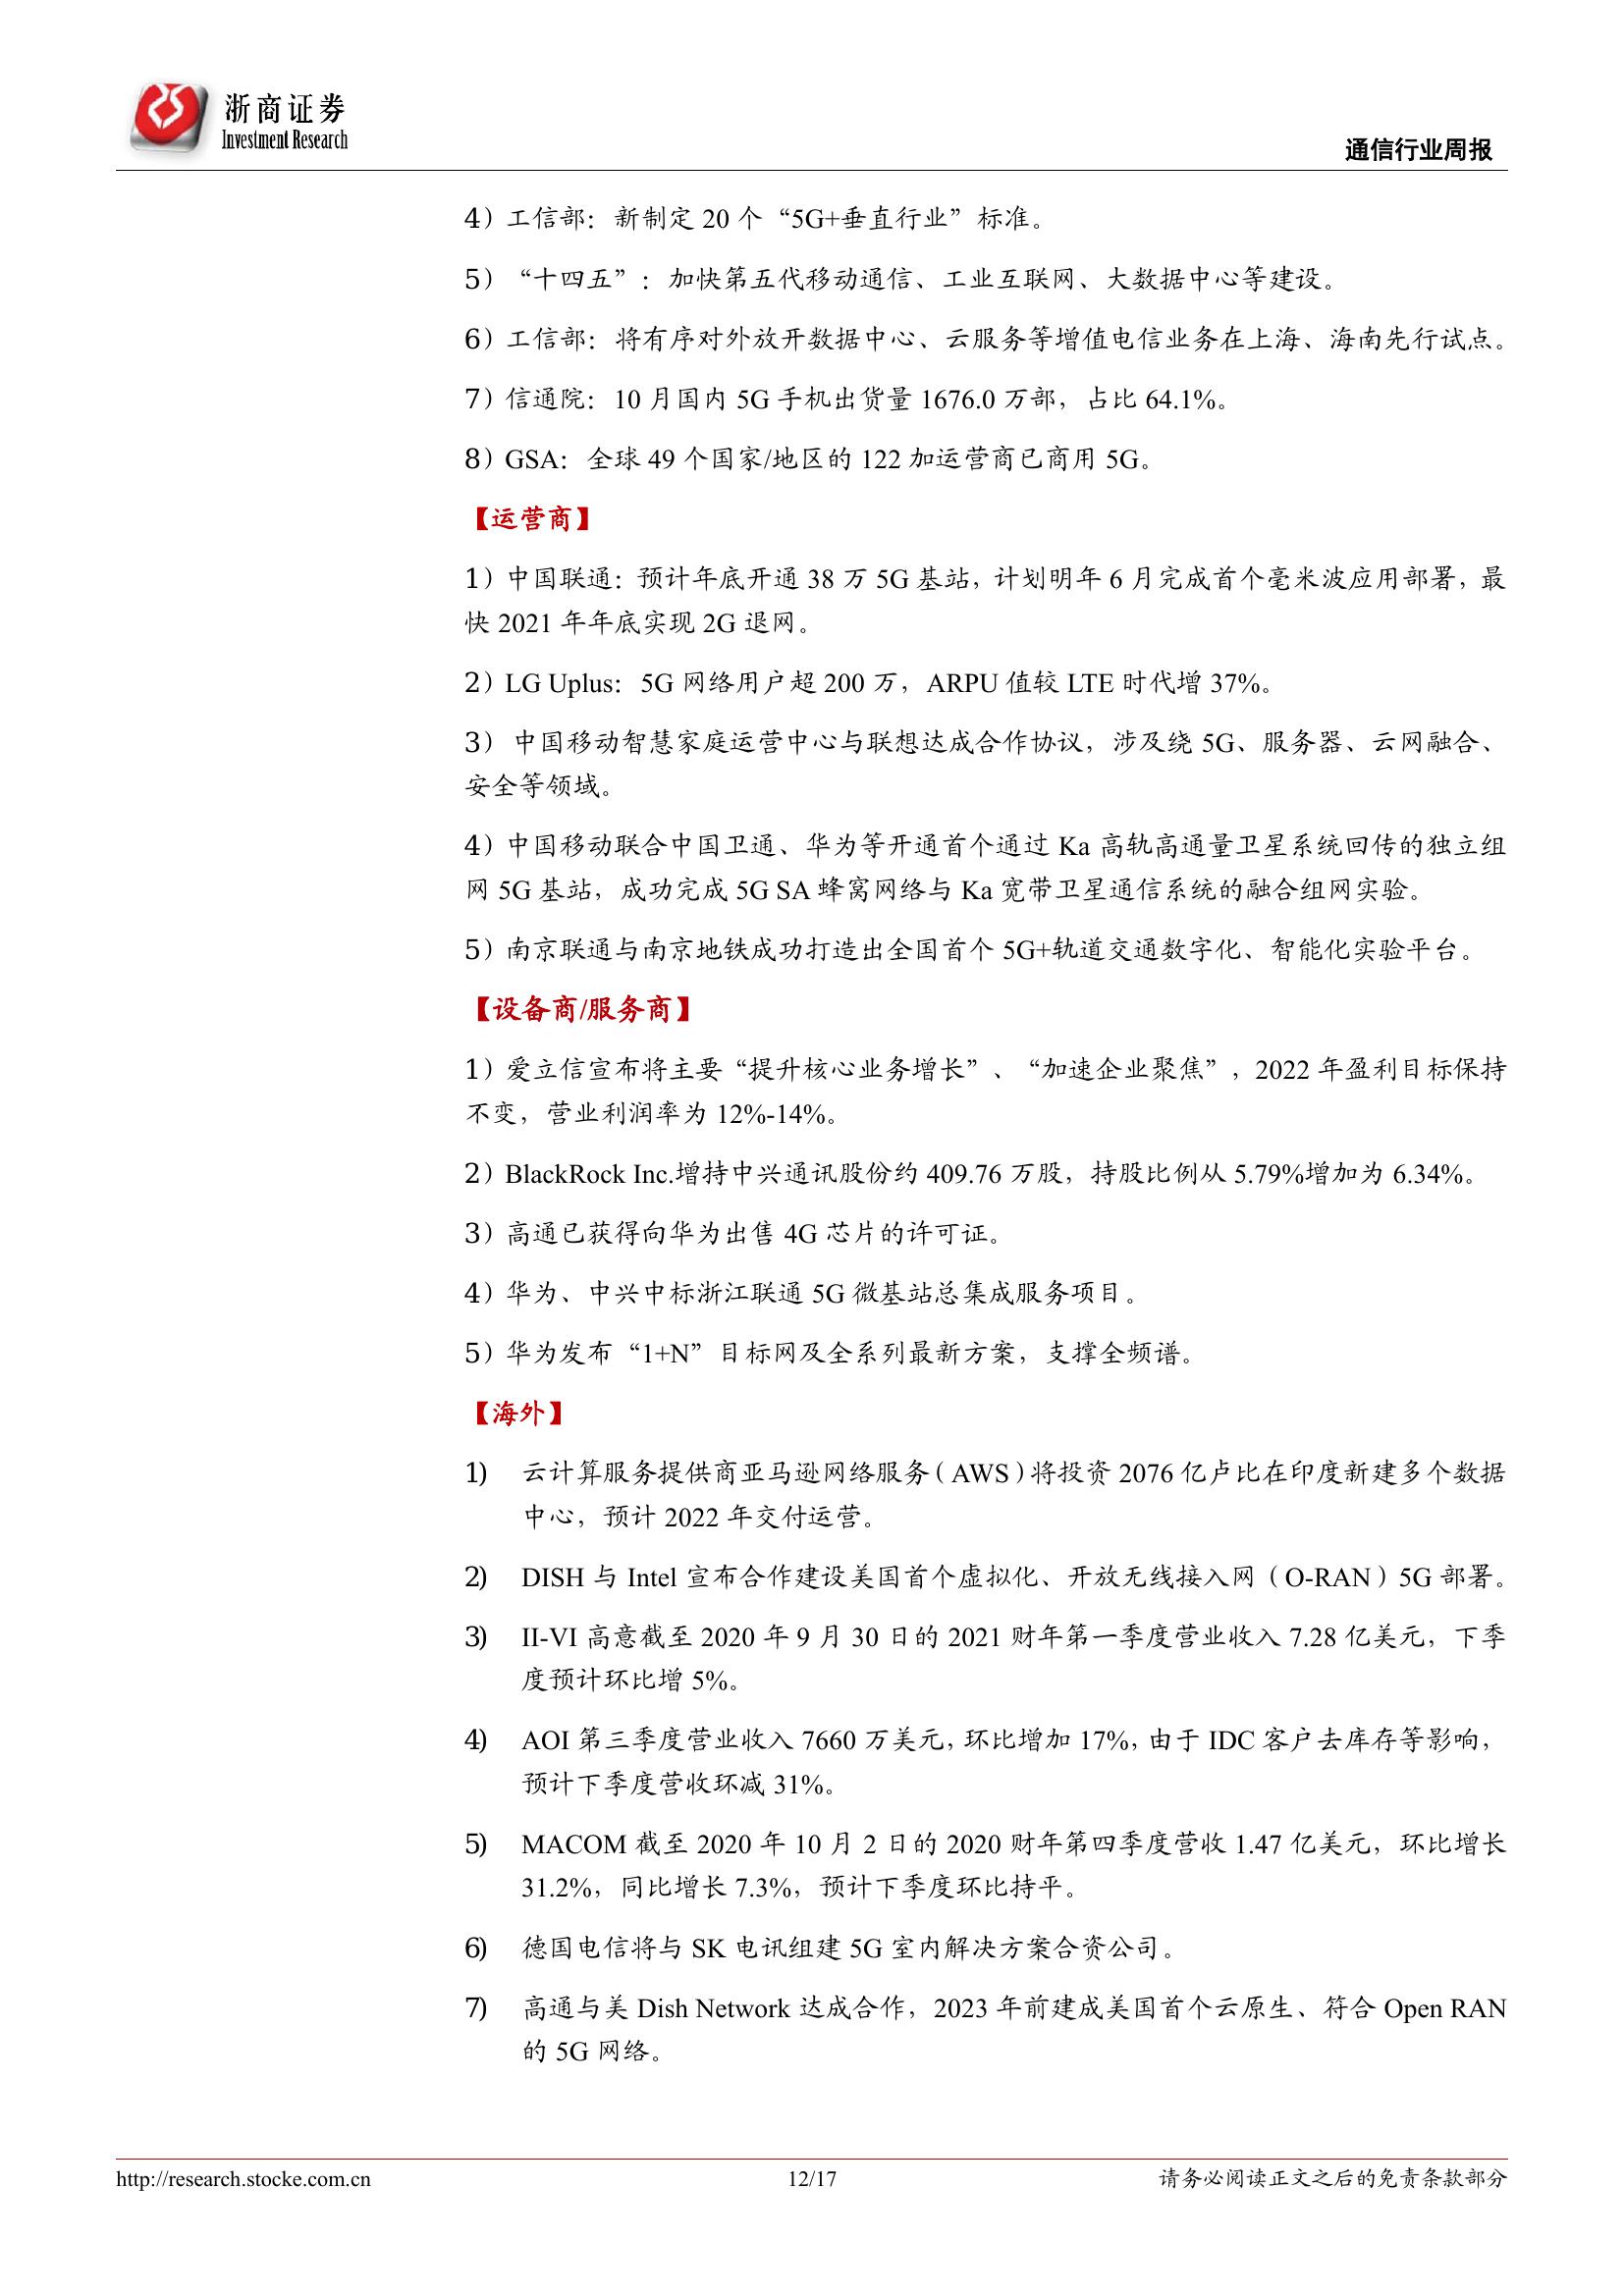 浙商证券
Investment Research
通信行业周报
4）工信部：新制定 20 个“5G+垂直行业”标准。
5）“十四五”：加快第五代移动通信、工业互联网、大数据中心等建设。
6）工信部：将有序对外放开数据中心、云服务等增值电信业务在上海、海南先行试点。
7）信通院：10 月国内 5G 手机出货量 1676.0 万部，占比 64.1%。
8）GSA：全球 49 个国家/地区的 122 加运营商已商用 5G。
【运营商】
1）中国联通：预计年底开通 38 万 5G 基站，计划明年 6 月完成首个毫米波应用部署，最
快 2021 年年底实现 2G 退网。
2）LG Uplus：5G 网络用户超 200 万，ARPU 值较 LTE 时代增 37%。
3） 中国移动智慧家庭运营中心与联想达成合作协议，涉及绕 5G、服务器、云网融合、
安全等领域。
4）中国移动联合中国卫通、华为等开通首个通过 Ka 高轨高通量卫星系统回传的独立组
网 5G 基站，成功完成 5G SA 蜂窝网络与 Ka 宽带卫星通信系统的融合组网实验。
5）南京联通与南京地铁成功打造出全国首个 5G+轨道交通数字化、智能化实验平台。
【设备商/服务商】
1）爱立信宣布将主要“提升核心业务增长”、“加速企业聚焦”，2022 年盈利目标保持
不变，营业利润率为 12%-14%。
2）BlackRock Inc.增持中兴通讯股份约 409.76 万股，持股比例从 5.79%增加为 6.34%。
3）高通已获得向华为出售 4G 芯片的许可证。
4）华为、中兴中标浙江联通 5G 微基站总集成服务项目。
5）华为发布“1+N”目标网及全系列最新方案，支撑全频谱。
【海外】
1) 云计算服务提供商亚马逊网络服务（AWS）将投资 2076 亿卢比在印度新建多个数据
中心，预计 2022 年交付运营。
2) DISH 与 Intel 宣布合作建设美国首个虚拟化、开放无线接入网（O-RAN）5G 部署。
3) II-VI 高意截至 2020 年 9 月 30 日的 2021 财年第一季度营业收入 7.28 亿美元，下季
度预计环比增 5%。
4) AOI 第三季度营业收入 7660 万美元，环比增加 17%，由于 IDC 客户去库存等影响，
预计下季度营收环减 31%。
5) MACOM 截至 2020 年 10 月 2 日的 2020 财年第四季度营收 1.47 亿美元，环比增长
31.2%，同比增长 7.3%，预计下季度环比持平。
6) 德国电信将与 SK 电讯组建 5G 室内解决方案合资公司。
7) 高通与美 Dish Network 达成合作，2023 年前建成美国首个云原生、符合 Open RAN
的 5G 网络。
http://research.stocke.com.cn
12/17
请务必阅读正文之后的免责条款部分